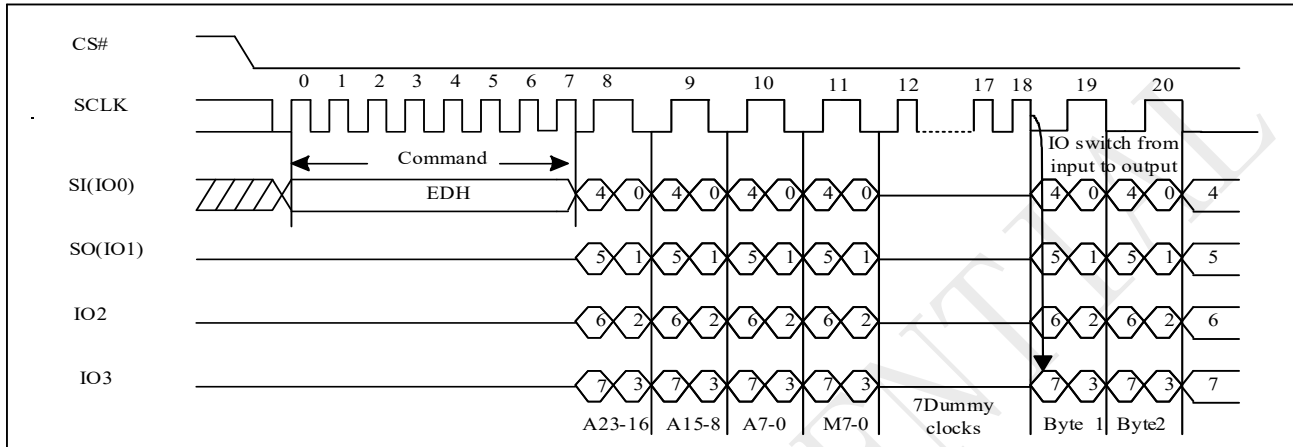 CS#
0 1 2 3 4 5 6 7 8 9 10 11 12 17 18 19 20
SCLK
Command
IO switch from
input to output
SI(IO0)
EDH
4 0 4 0 4 0 4 0 4 0 4 0 4
SO(IO1)
5 1 5 1 5 1 5 1 5 1 5 1 5
IO2
6 2 6 2 6 2 6 2 6 2 6 2 6
IO3
7 3 7 3 7 3 7 3 7 3 7 3 7
A23-16 A15-8 A7-0 M7-0 7Dummy Byte 1 Byte2
clocks
ENTIAL